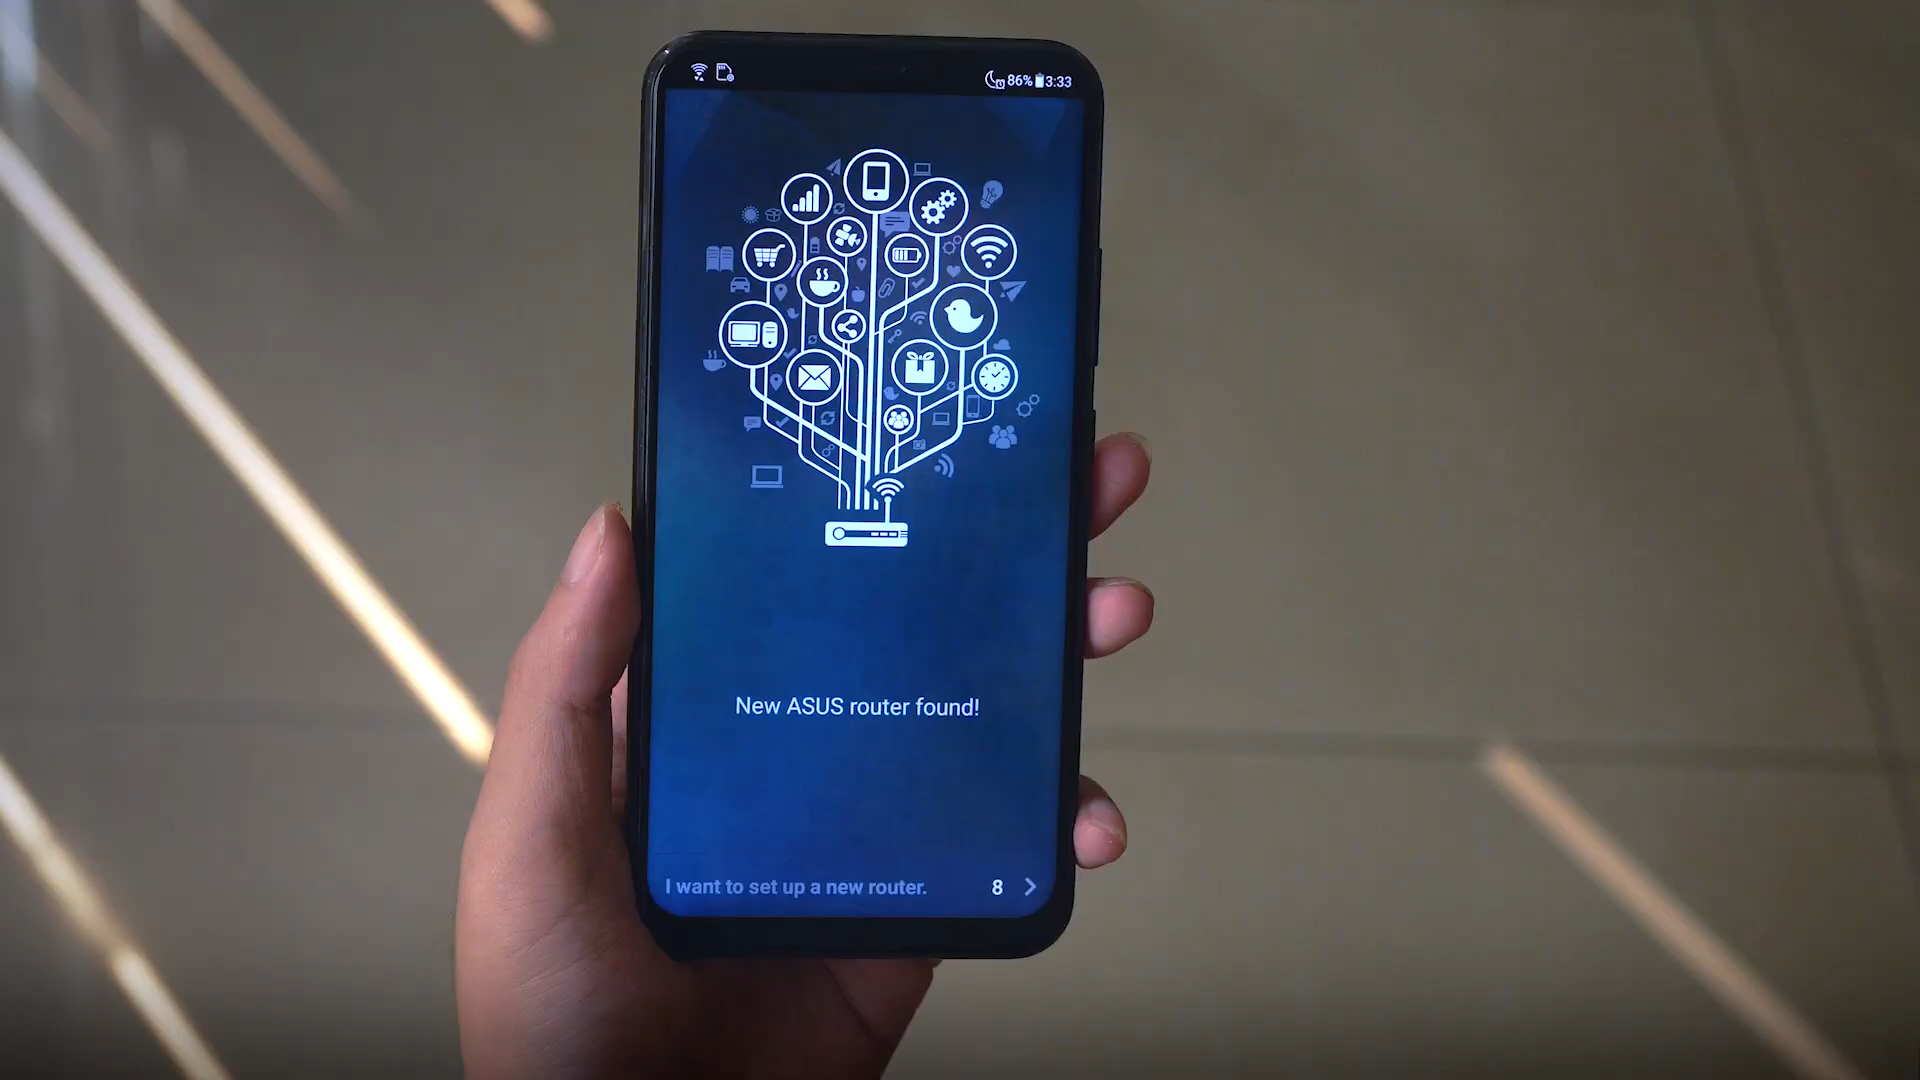 86% 3:33
New ASUS router found!
I want to set up a new router. 8